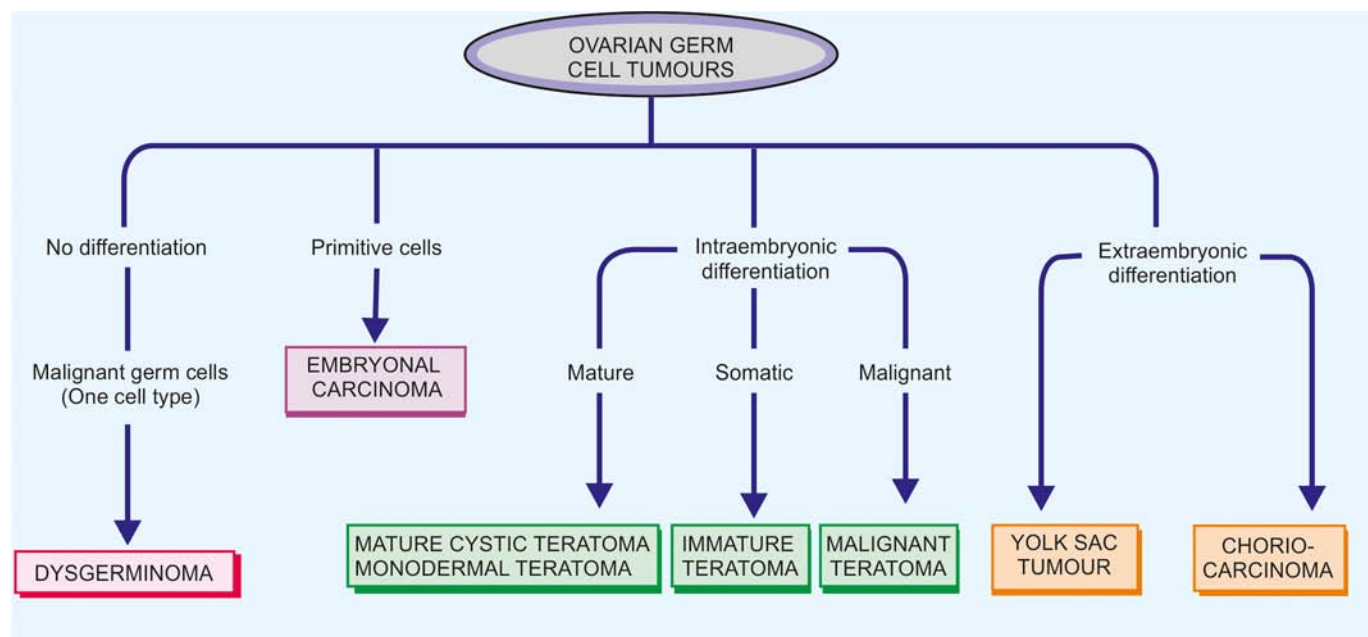 OVARIAN GERM
CELL TUMOURS
No differentiation
Primitive cells
Intraembryonic
differentiation
Extraembryonic
differentiation
Malignant germ cells
(One cell type)
EMBRYONAL
CARCINOMA
Mature
Somatic
Malignant
DYSGERMINOMA
MATURE CYSTIC TERATOMA
MONODERMAL TERATOMA
IMMATURE
TERATOMA
MALIGNANT
TERATOMA
YOLK SAC
TUMOUR
CHORIO-
CARCINOMA